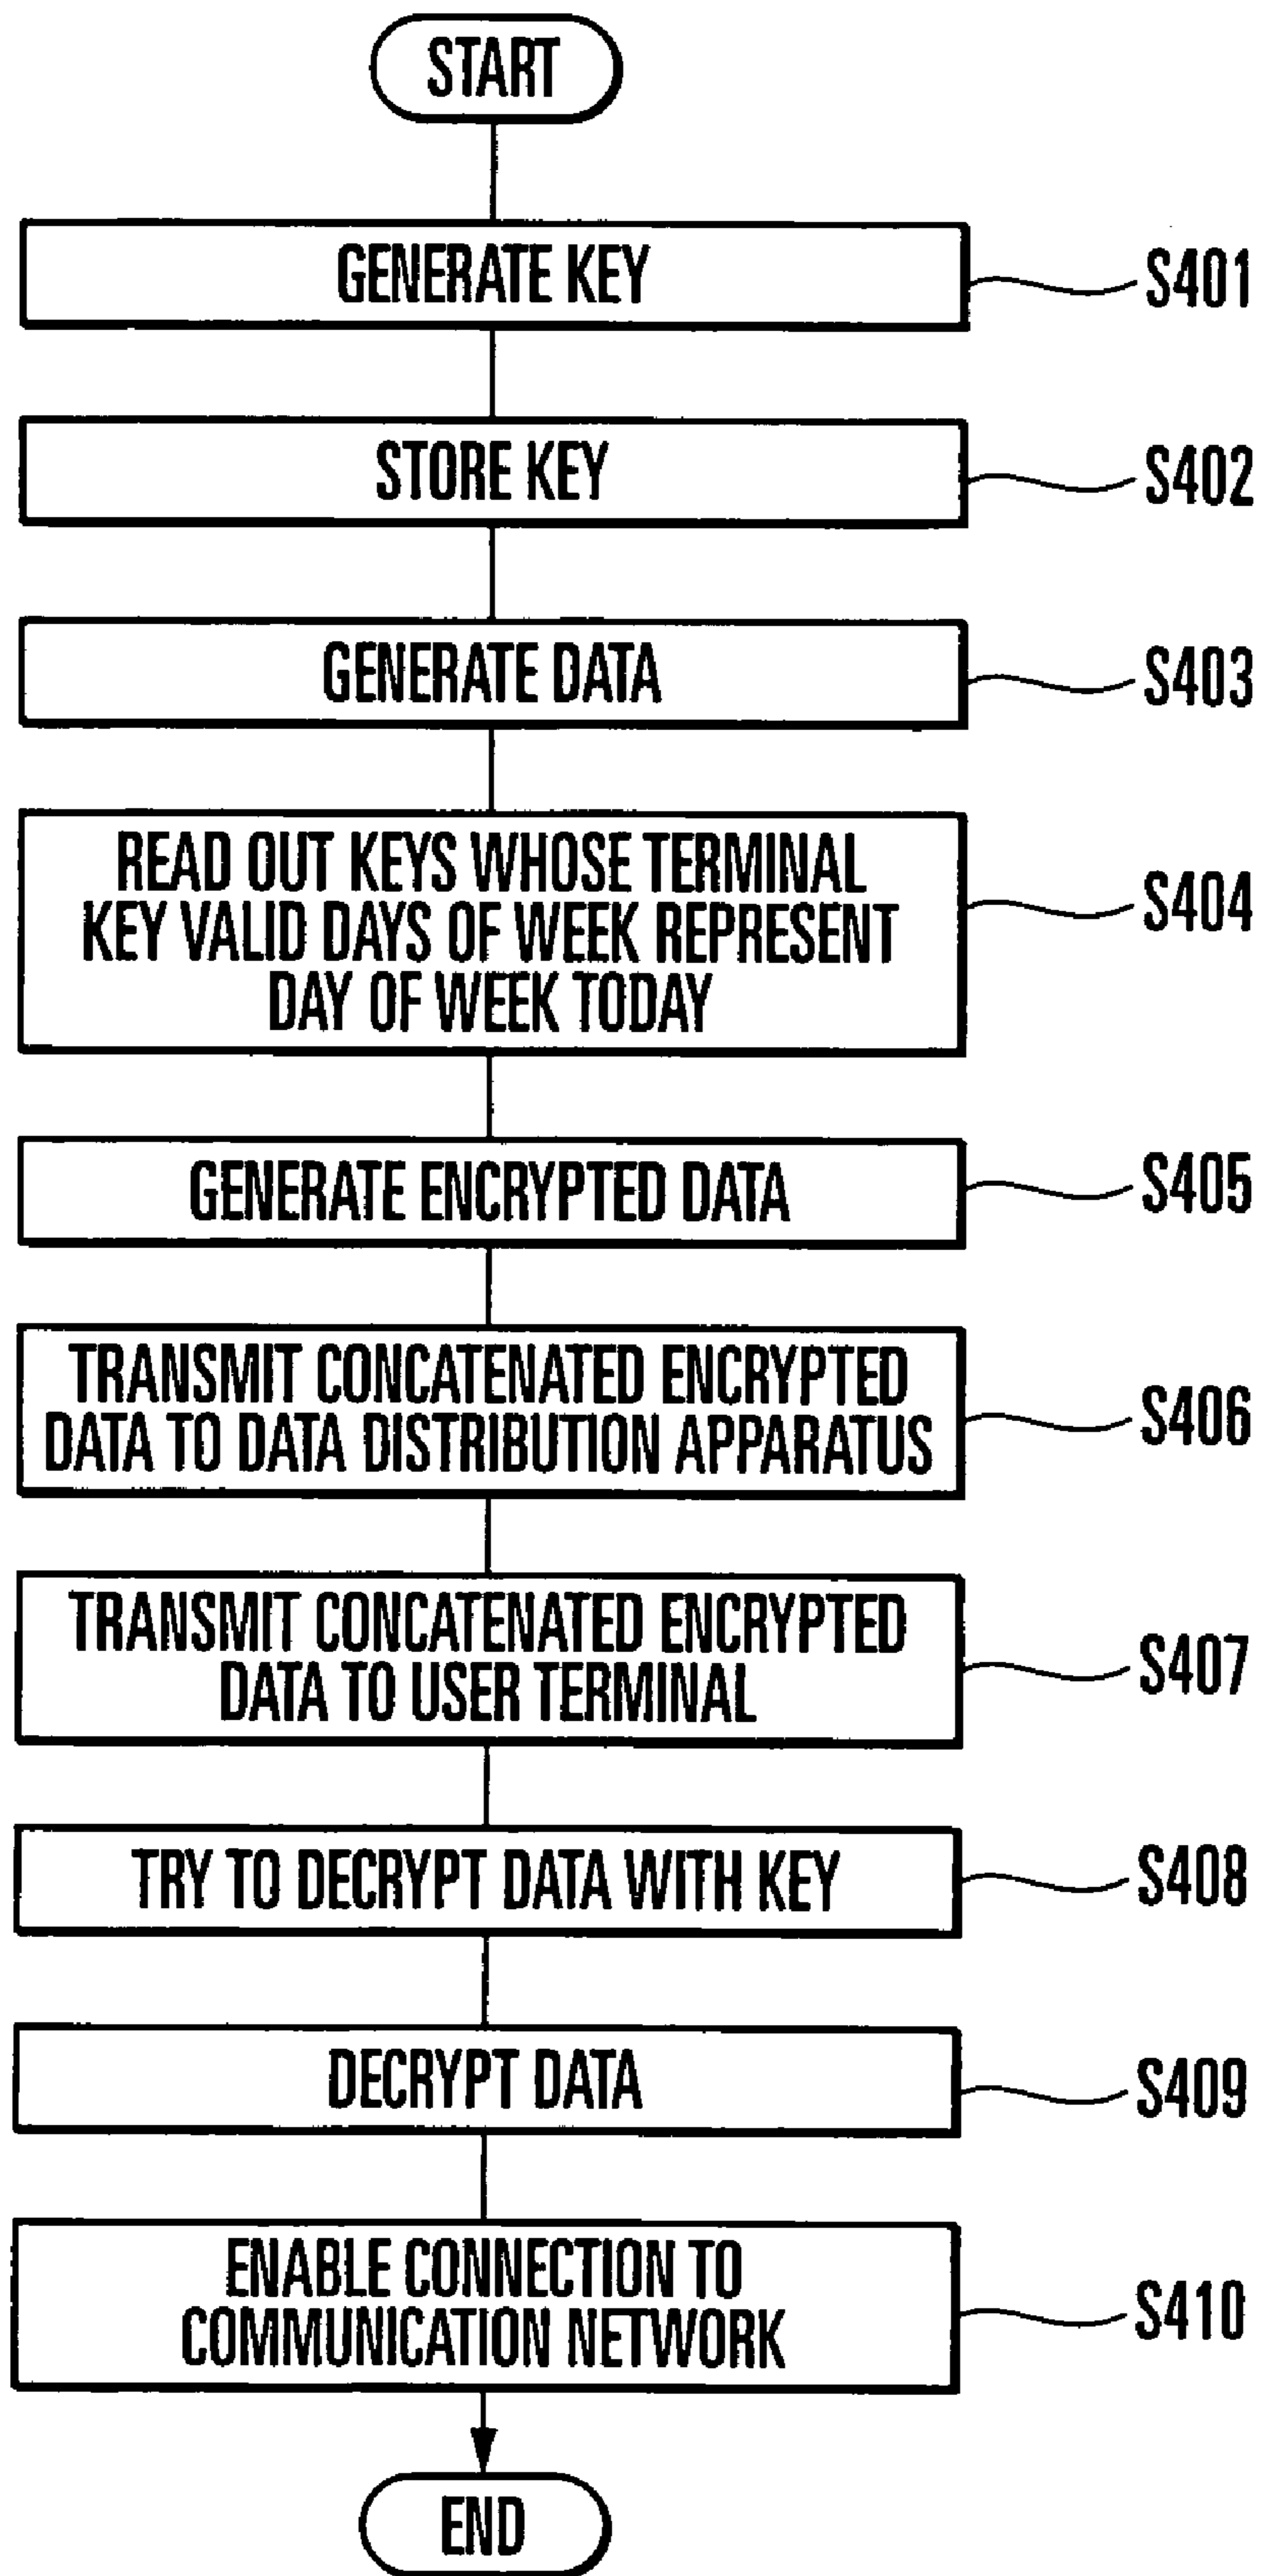 START
GENERATE KEY
S401
STORE KEY
S402
GENERATE DATA
S403
READ OUT KEYS WHOSE TERMINAL
KEY VALID DAYS OF WEEK REPRESENT
DAY OF WEEK TODAY
S404
GENERATE ENCRYPTED DATA
S405
TRANSMIT CONCATENATED ENCRYPTED
DATA TO DATA DISTRIBUTION APPARATUS
S406
TRANSMIT CONCATENATED ENCRYPTED
DATA TO USER TERMINAL
S407
TRY TO DECRYPT DATA WITH KEY
S408
DECRYPT DATA
S409
ENABLE CONNECTION TO
COMMUNICATION NETWORK
S410
END